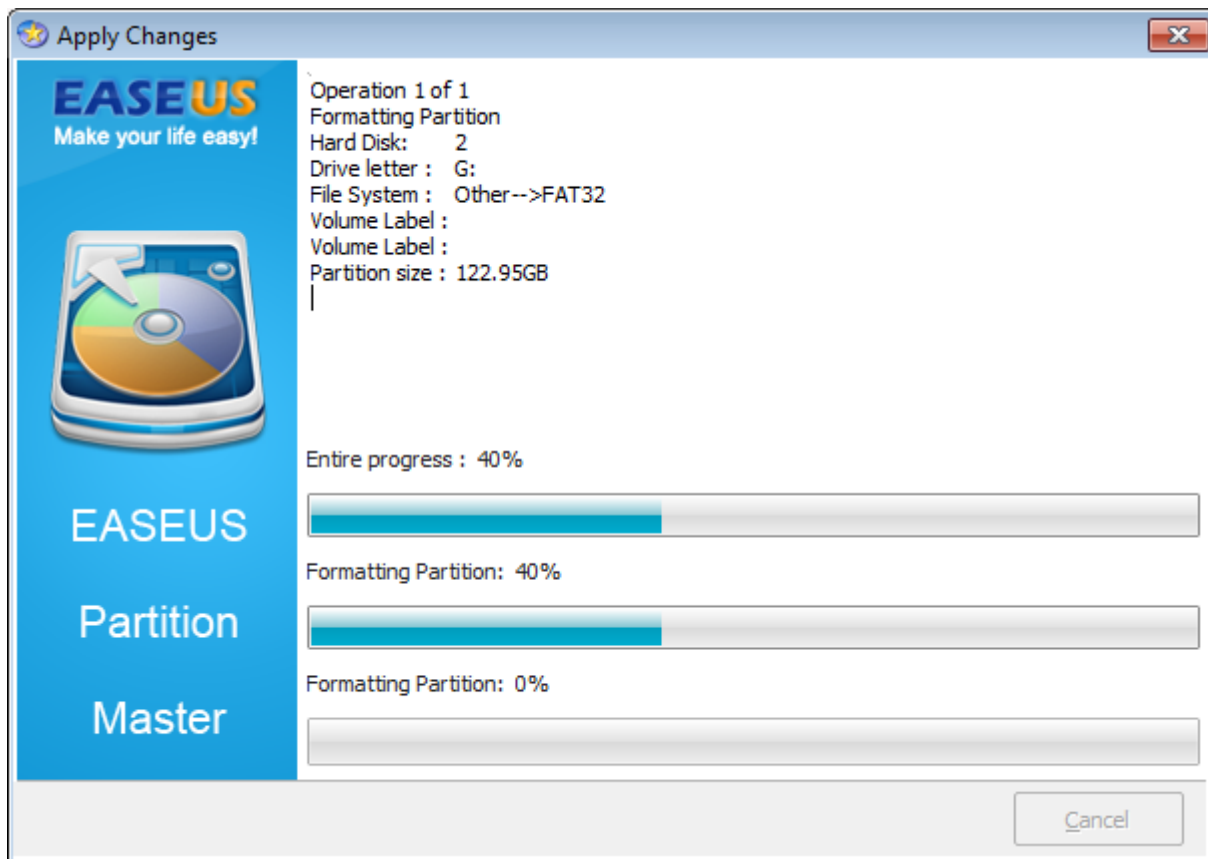 Apply Changes
EASEUS
Make your life easy!
EASEUS
Partition
Master
Operation 1 of 1
Formatting Partition
Hard Disk: 2
Drive letter : G:
File System : Other-->FAT32
Volume Label :
Volume Label :
Partition size : 122.95GB
Entire progress : 40%
Formatting Partition: 40%
Formatting Partition: 0%
Cancel